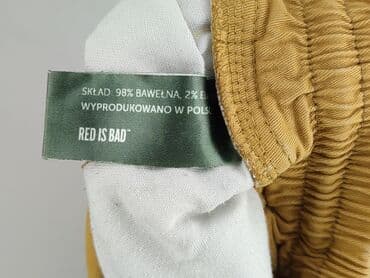 SKŁAD: 98% BAWEŁNA, 2% E
WYPRODUKOWANO W POLS
RED IS BAD™